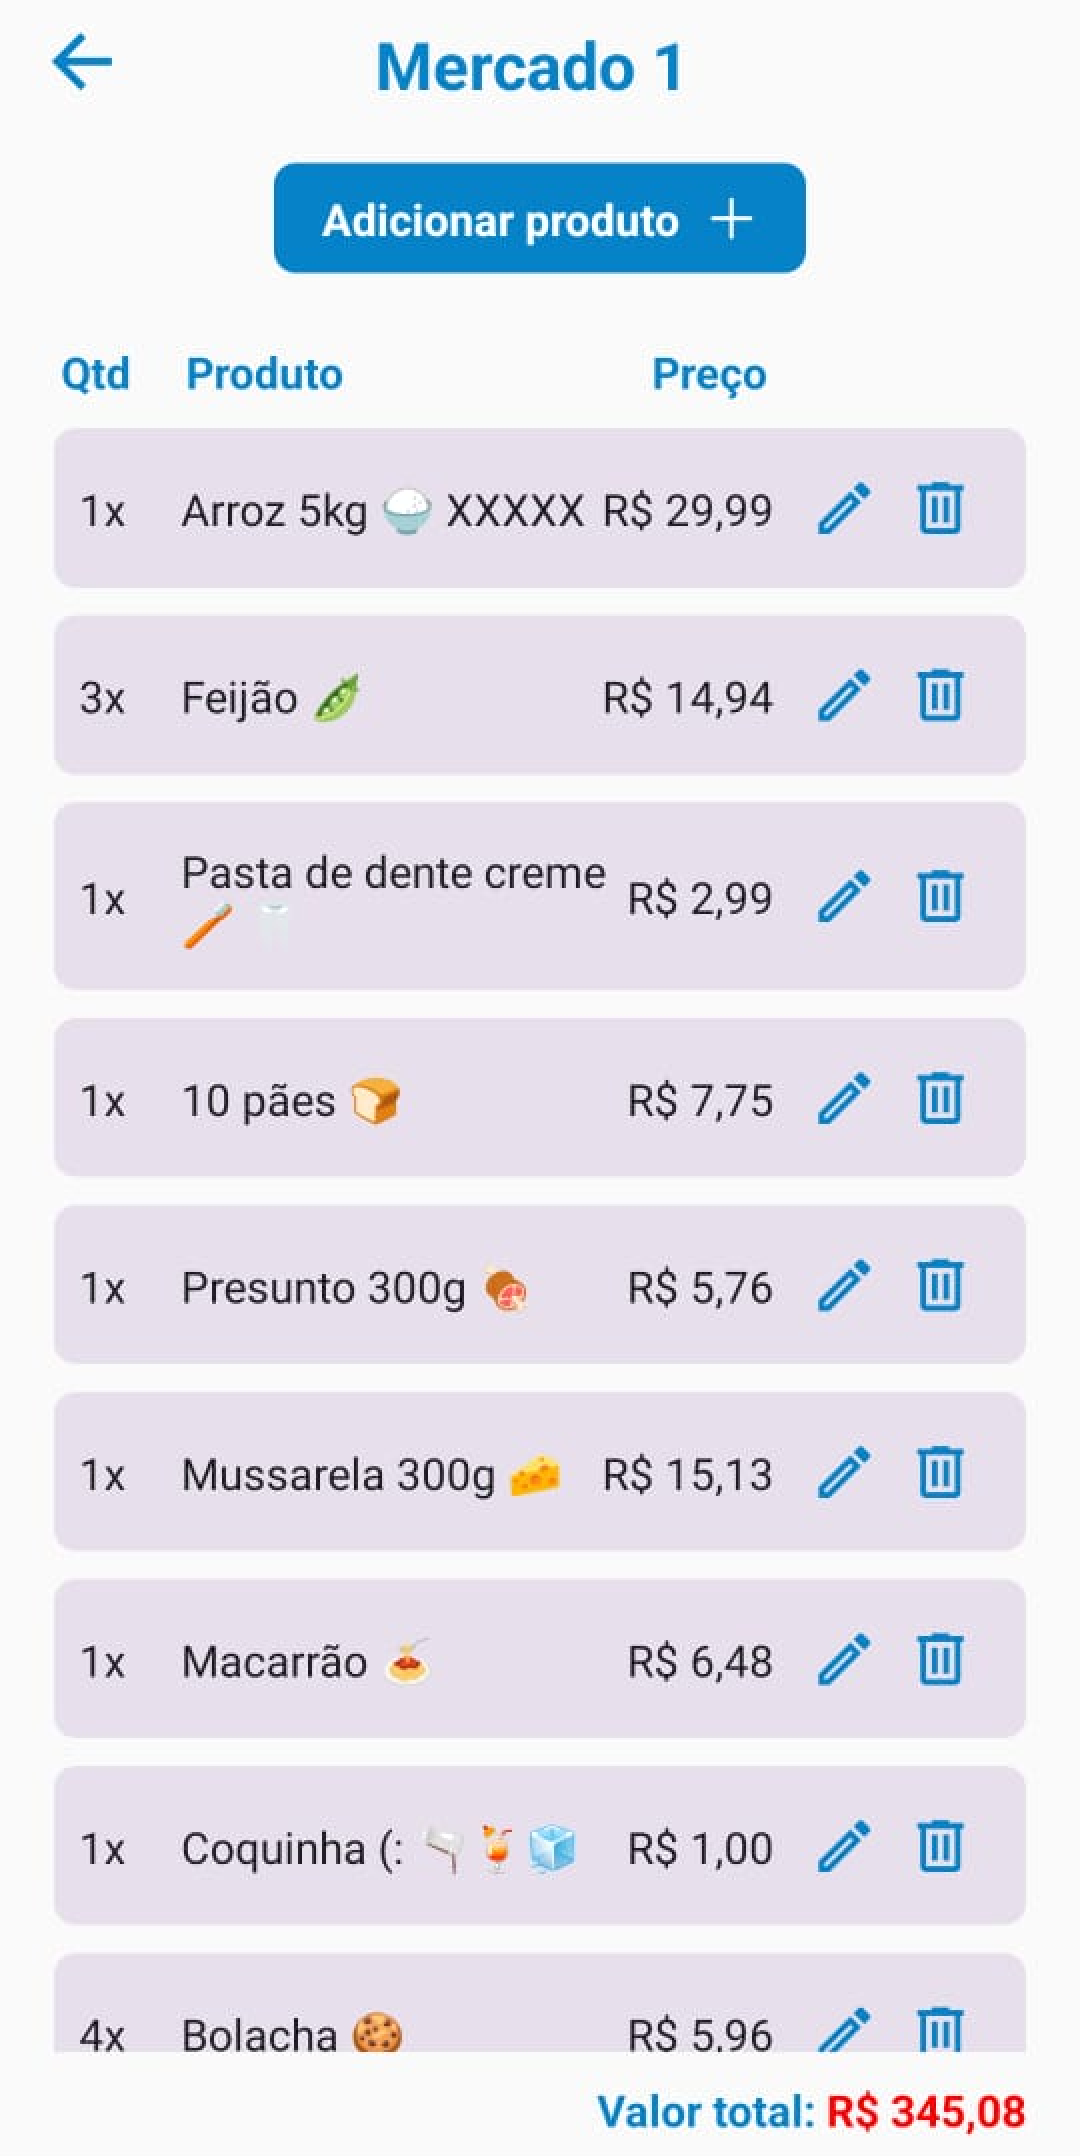 Mercado 1
Adicionar produto +
Qtd Produto Preço
1x Arroz 5kg 🍚 XXXXX R$ 29,99
3x Feijão 🫛 R$ 14,94
1x Pasta de dente creme R$ 2,99
🪥 🦷
1x 10 pães 🍞 R$ 7,75
1x Presunto 300g 🍖 R$ 5,76
1x Mussarela 300g 🧀 R$ 15,13
1x Macarrão 🍝 R$ 6,48
1x Coquinha (: 🫗🍹🧊 R$ 1,00
4x Bolacha 🍪 R$ 5,96
Valor total: R$ 345,08